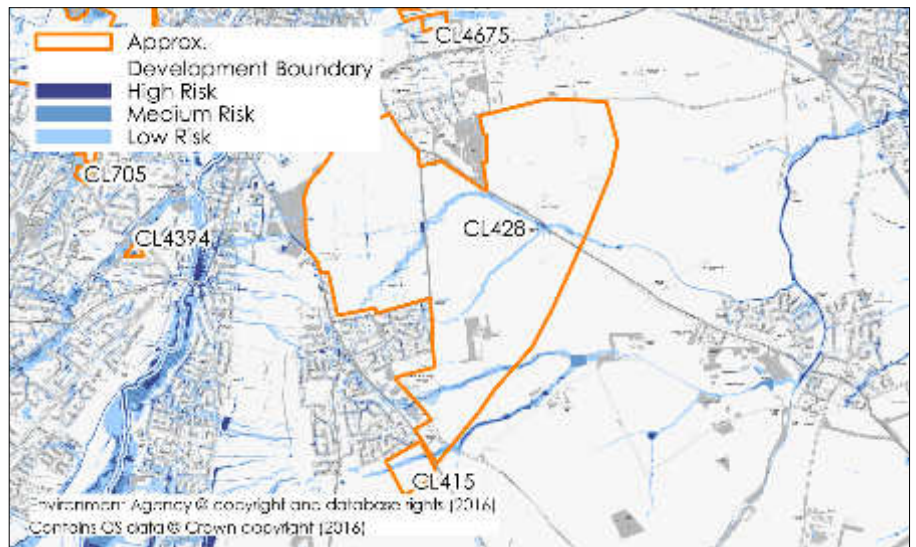 CL4675
Approx.
Development Boundary
High Risk
Medium Risk
Low Risk
CL705
CL428
CL4394
CL415
Environment Agency © copyright and database rights (2016)
Contains OS data © Crown copyright (2016)